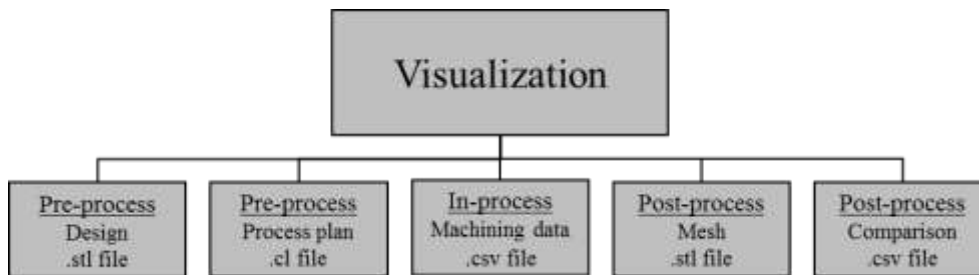 Visualization
Pre-process
Design
.stl file
Pre-process
Process plan
.cl file
In-process
Machining data
.csv file
Post-process
Mesh
.stl file
Post-process
Comparison
.csv file